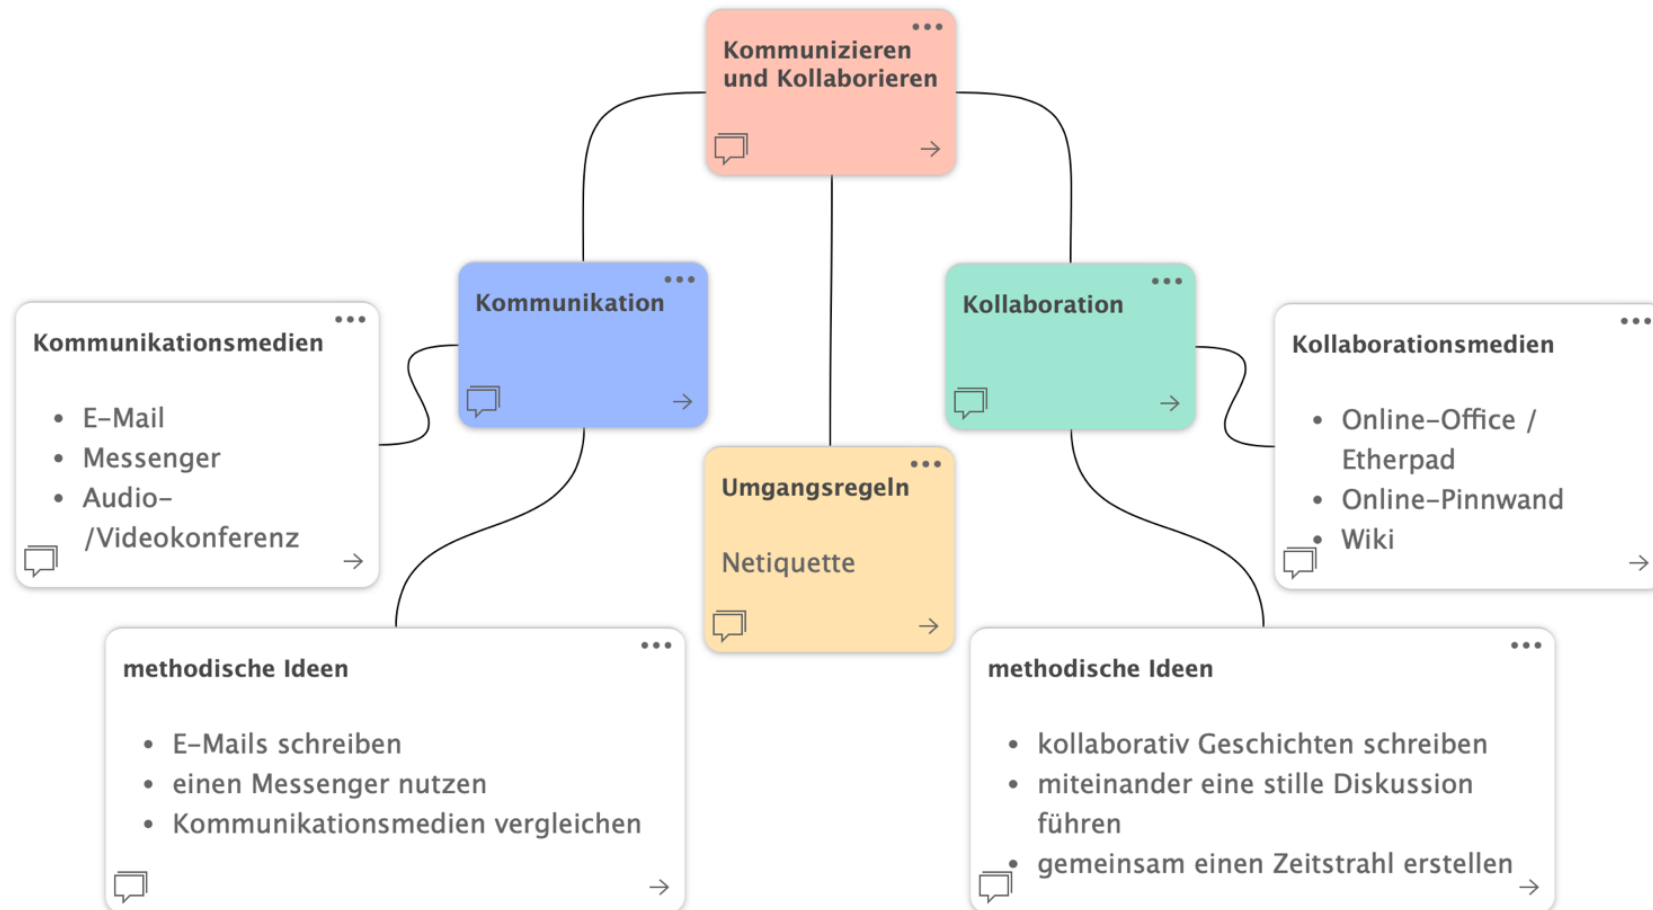 Kommunizieren
und Kollaborieren
Kommunikation
Kollaboration
Kommunikationsmedien
• E-Mail
• Messenger
• Audio-
/Videokonferenz
Umgangsregeln
Netiquette
Kollaborationsmedien
• Online-Office /
Etherpad
• Online-Pinnwand
• Wiki
methodische Ideen
• E-Mails schreiben
• einen Messenger nutzen
• Kommunikationsmedien vergleichen
methodische Ideen
• kollaborativ Geschichten schreiben
• miteinander eine stille Diskussion
führen
• gemeinsam einen Zeitstrahl erstellen